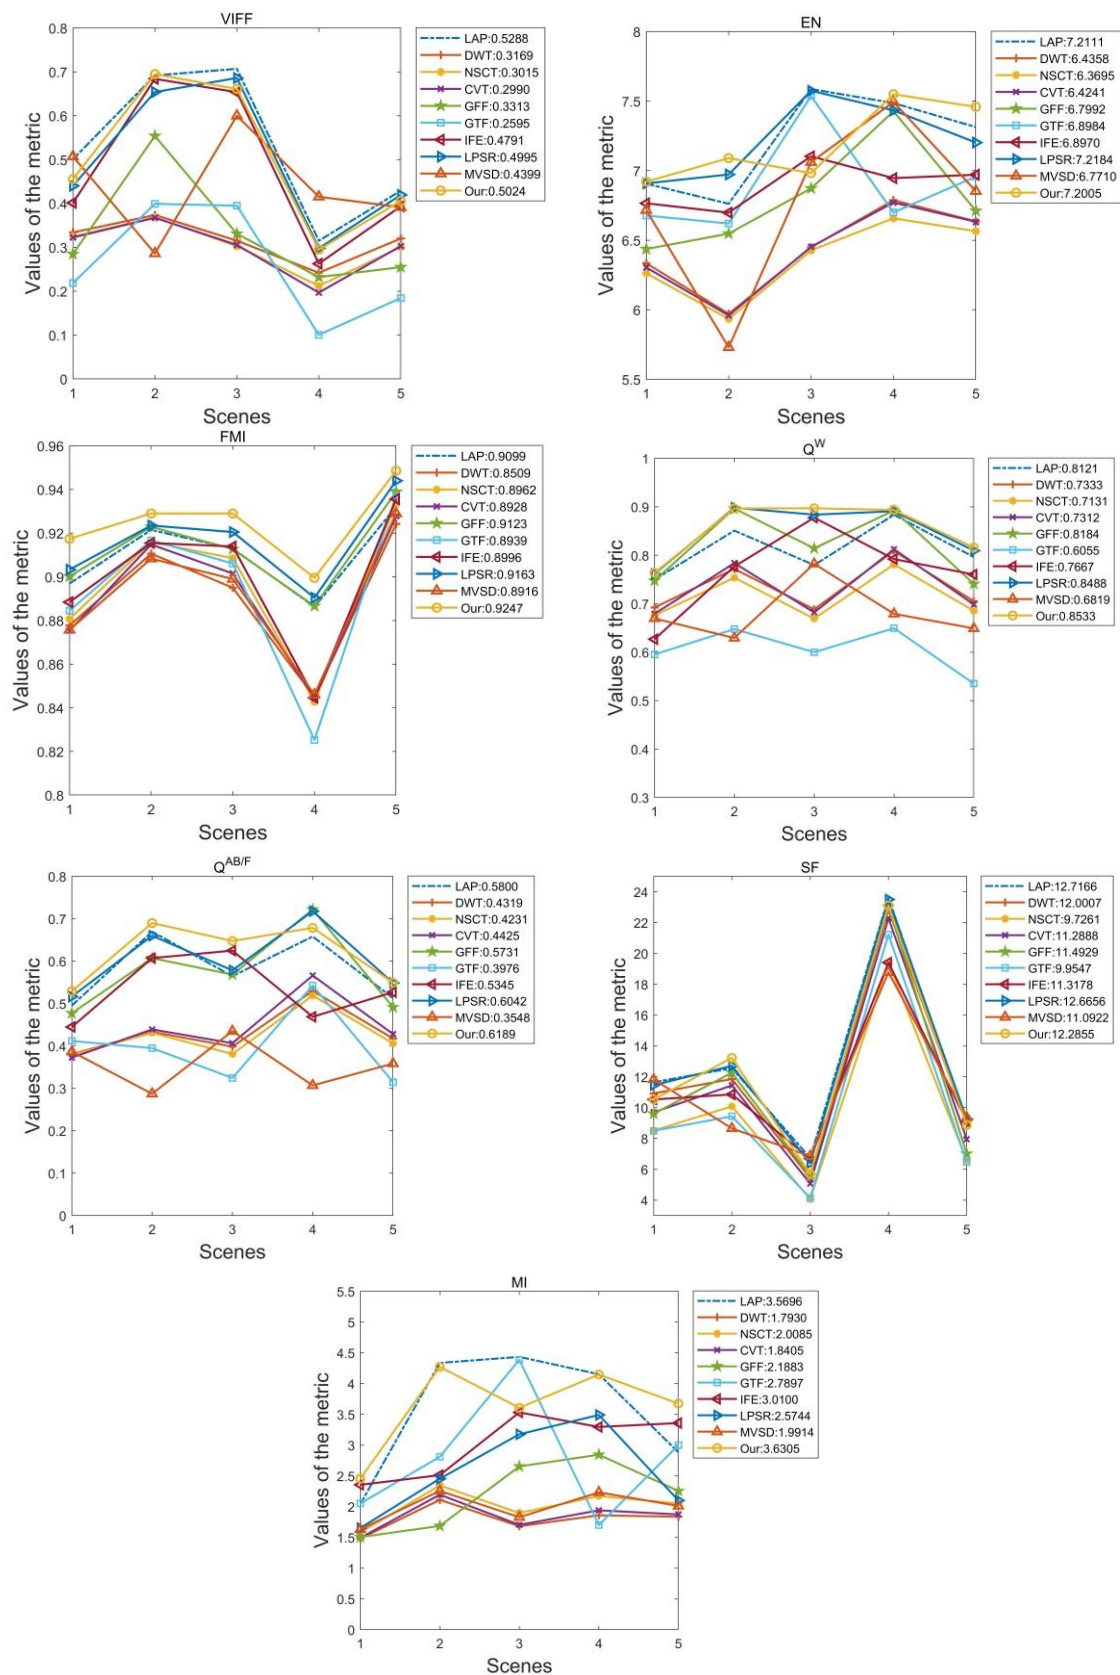 VIFF
Values of the metric
0.8
0.7
0.6
0.5
0.4
0.3
0.2
0.1
0
1 2 3 4 5
Scenes
LAP:0.5288
DWT:0.3169
NSCT:0.3015
CVT:0.2990
GFF:0.3313
GTF:0.2595
IFE:0.4791
LPSR:0.4995
MVSD:0.4399
Our:0.5024
EN
Values of the metric
8
7.5
7
6.5
6
5.5
1 2 3 4 5
Scenes
LAP:7.2111
DWT:6.4358
NSCT:6.3695
CVT:6.4241
GFF:6.7992
GTF:6.8984
IFE:6.8970
LPSR:7.2184
MVSD:6.7710
Our:7.2005
FMI
Values of the metric
0.96
0.94
0.92
0.9
0.88
0.86
0.84
0.82
0.8
1 2 3 4 5
Scenes
LAP:0.9099
DWT:0.8509
NSCT:0.8962
CVT:0.8928
GFF:0.9123
GTF:0.8939
IFE:0.8996
LPSR:0.9163
MVSD:0.8916
Our:0.9247
Q^W
Values of the metric
1
0.9
0.8
0.7
0.6
0.5
0.4
0.3
1 2 3 4 5
Scenes
LAP:0.8121
DWT:0.7333
NSCT:0.7131
CVT:0.7312
GFF:0.8184
GTF:0.6055
IFE:0.7667
LPSR:0.8488
MVSD:0.6819
Our:0.8533
Q^AB/F
Values of the metric
0.8
0.7
0.6
0.5
0.4
0.3
0.2
0.1
0
1 2 3 4 5
Scenes
LAP:0.5800
DWT:0.4319
NSCT:0.4231
CVT:0.4425
GFF:0.5731
GTF:0.3976
IFE:0.5345
LPSR:0.6042
MVSD:0.3548
Our:0.6189
SF
Values of the metric
24
22
20
18
16
14
12
10
8
6
4
1 2 3 4 5
Scenes
LAP:12.7166
DWT:12.0007
NSCT:9.7261
CVT:11.2888
GFF:11.4929
GTF:9.9547
IFE:11.3178
LPSR:12.6656
MVSD:11.0922
Our:12.2855
MI
Values of the metric
5.5
5
4.5
4
3.5
3
2.5
2
1.5
1
0.5
0
1 2 3 4 5
Scenes
LAP:3.5696
DWT:1.7930
NSCT:2.0085
CVT:1.8405
GFF:2.1883
GTF:2.7897
IFE:3.0100
LPSR:2.5744
MVSD:1.9914
Our:3.6305